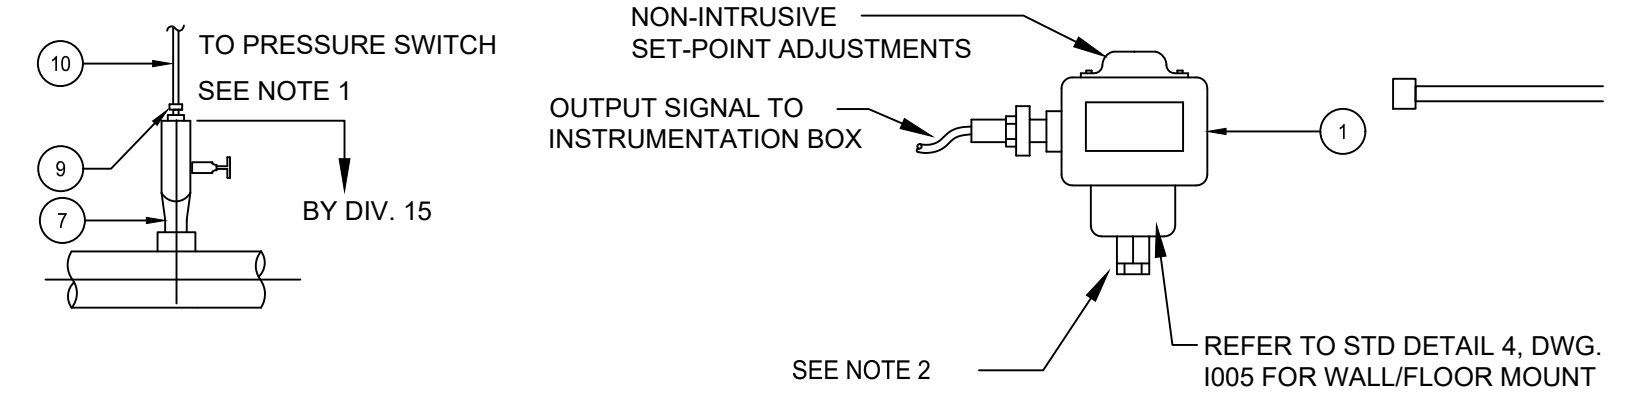 10
TO PRESSURE SWITCH
SEE NOTE 1
9
7
BY DIV. 15
NON-INTRUSIVE
SET-POINT ADJUSTMENTS
OUTPUT SIGNAL TO
INSTRUMENTATION BOX
1
SEE NOTE 2
REFER TO STD DETAIL 4, DWG.
I005 FOR WALL/FLOOR MOUNT